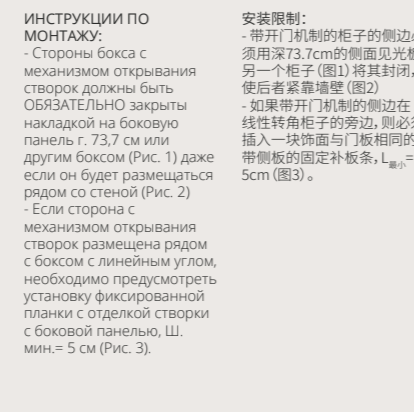 ИНСТРУКЦИИ ПО
МОНТАЖУ:
- Стороны бокса с
механизмом открывания
створок должны быть
ОБЯЗАТЕЛЬНО закрыты
накладкой на боковую
панель г. 73,7 см или
другим боксом (Рис. 1) даже
если он будет размещаться
рядом со стеной (Рис. 2)
- Если сторона с
механизмом открывания
створок размещена рядом
с боксом с линейным углом,
необходимо предусмотреть
установку фиксированной
планки с отделкой створки
с боковой панелью, Ш.
мин.= 5 см (Рис. 3).
安装限制：
- 带开门机制的柜子的侧边
须用深73.7cm的侧面见光
另一个柜子（图1）将其封闭，
使后者紧靠墙壁（图2）
- 如果带开门机制的侧边在
线性转角柜子的旁边，则必
插入一块饰面与门板相同的
带侧板的固定补板条，L最小=
5cm（图3）。